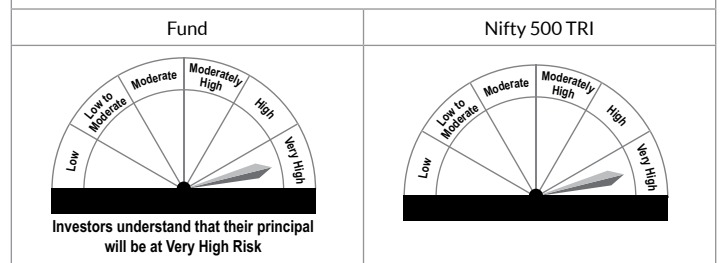 Fund
Nifty 500 TRI
Low
Low to
Moderate
Moderate
Moderately
High
High
Very High
Investors understand that their principal
will be at Very High Risk
Low
Low to
Moderate
Moderate
Moderately
High
High
Very High